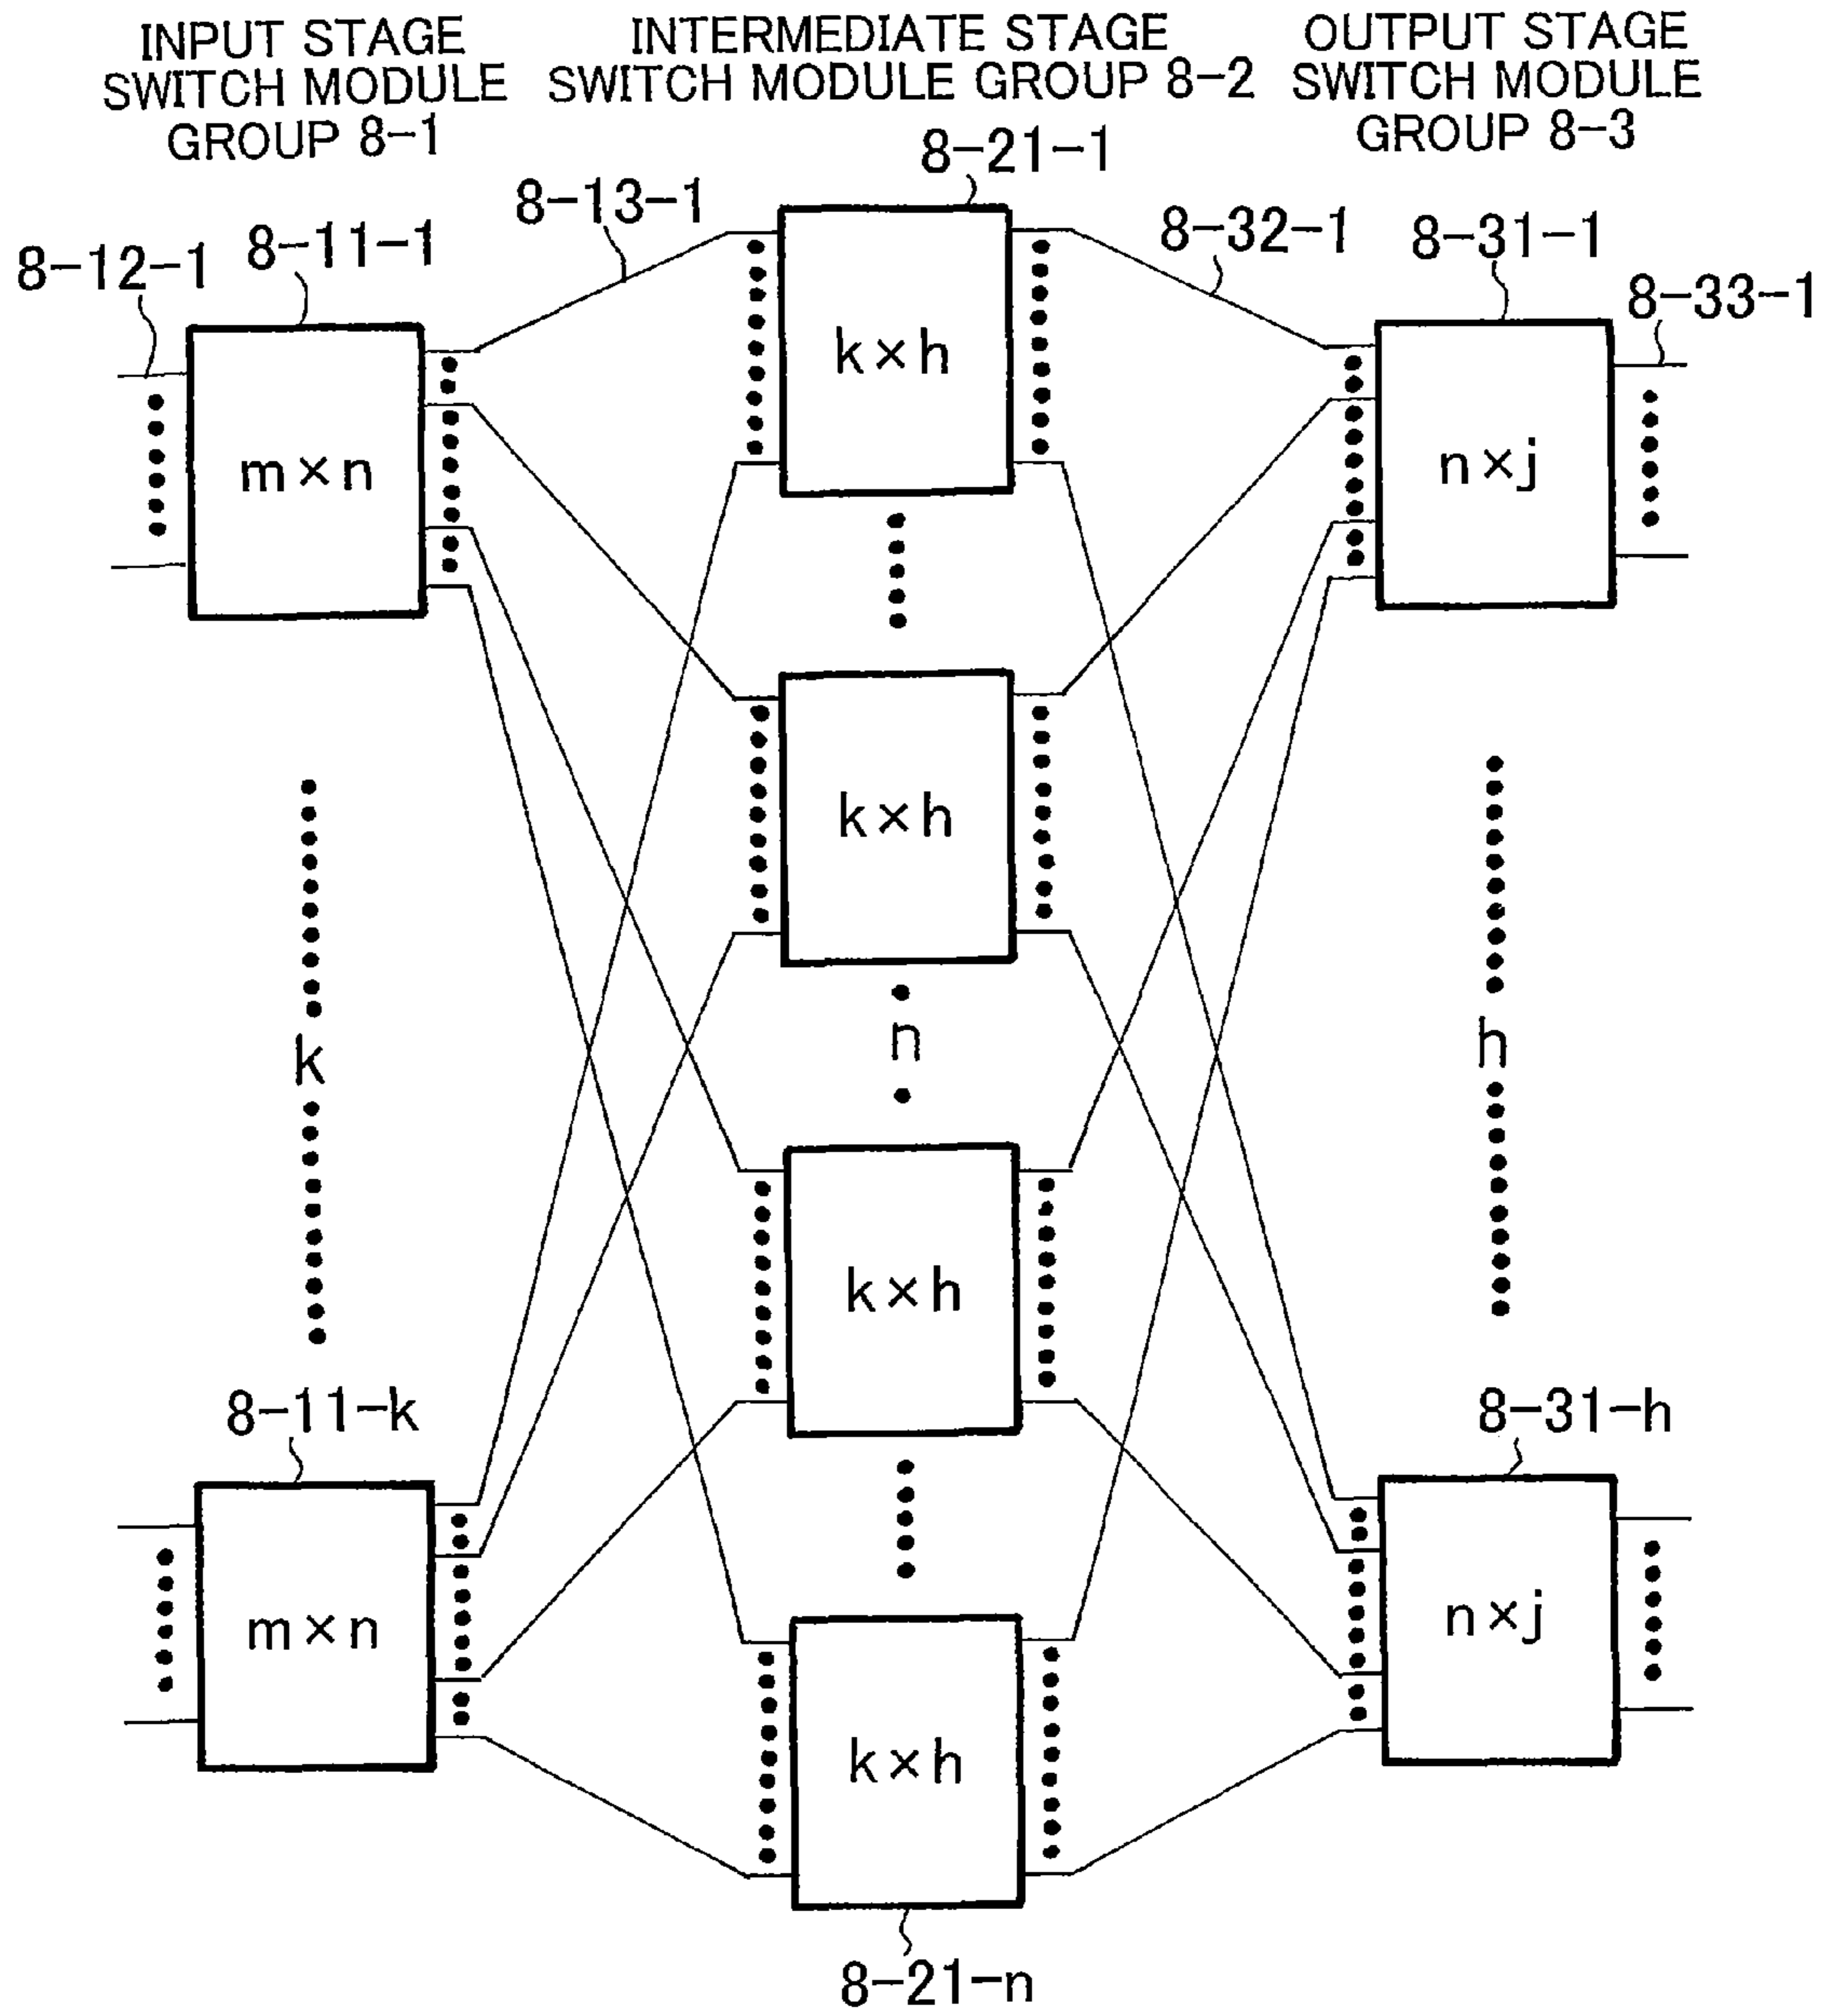 INPUT STAGE
SWITCH MODULE
GROUP 8-1
INTERMEDIATE STAGE
SWITCH MODULE GROUP 8-2
OUTPUT STAGE
SWITCH MODULE
GROUP 8-3
8-21-1
8-13-1
8-32-1
8-31-1
8-11-1
8-12-1
8-33-1
k×h
m×n
n×j
k×h
n
k
h
k×h
8-11-k
8-31-h
m×n
n×j
k×h
8-21-n